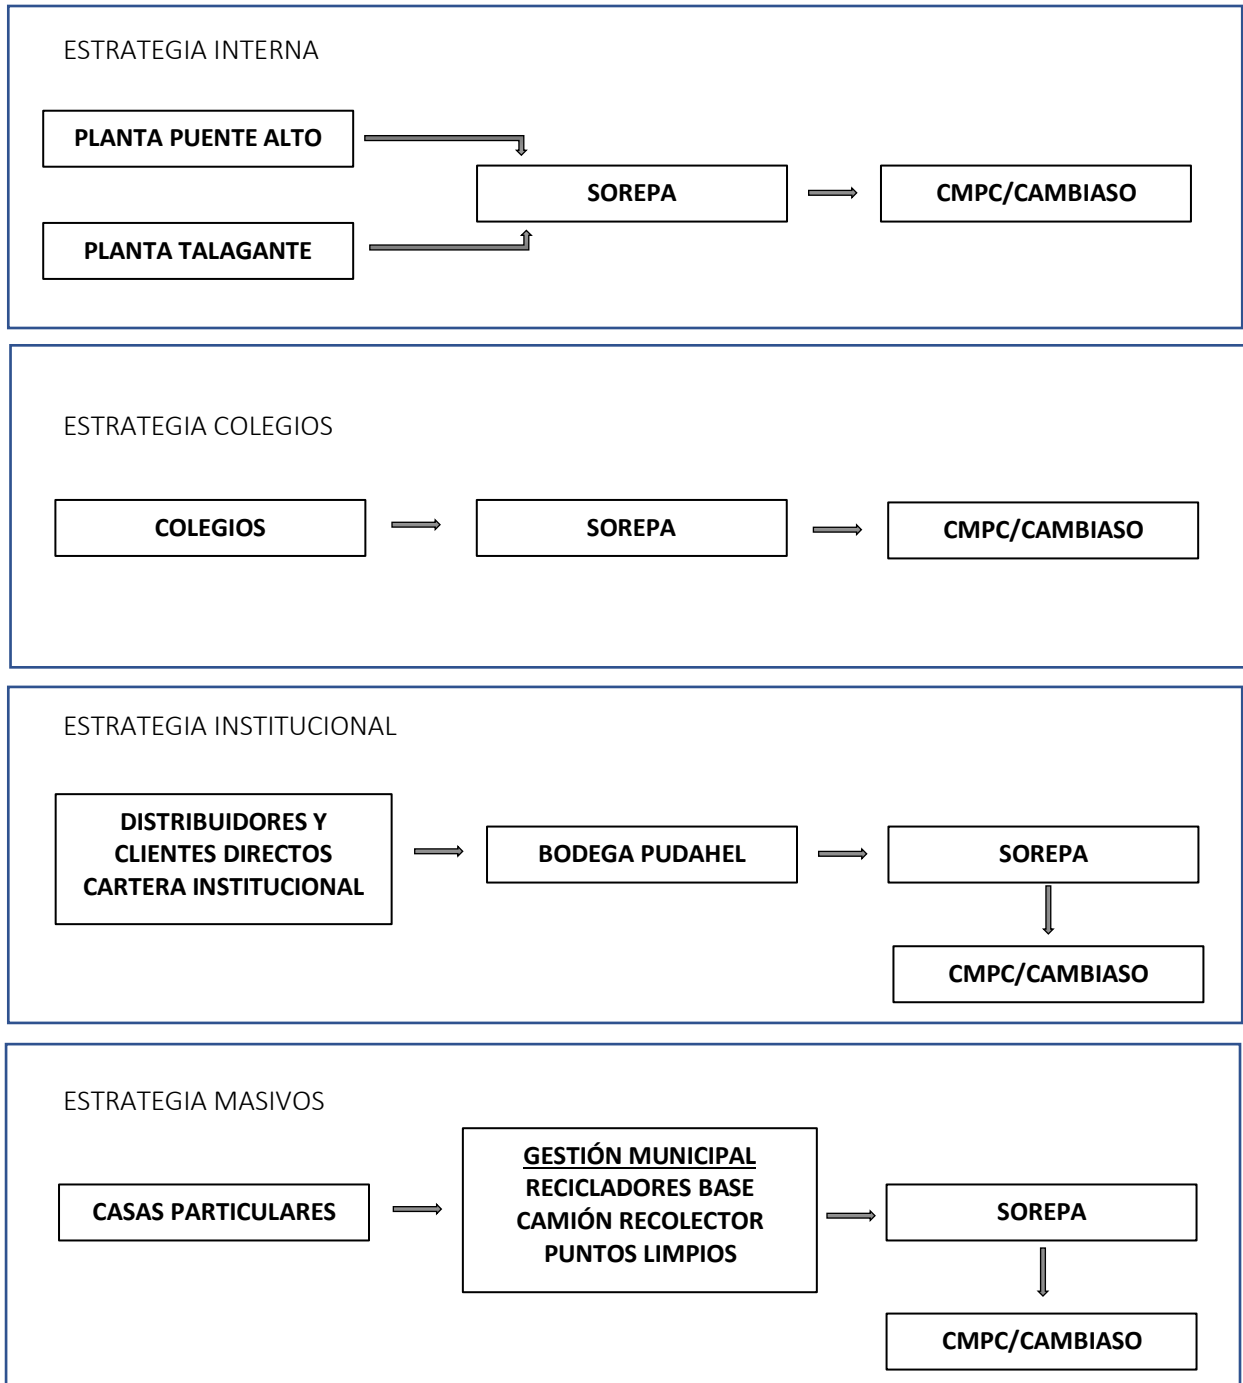 ESTRATEGIA INTERNA
PLANTA PUENTE ALTO
SOREPA
CMPC/CAMBIASO
PLANTA TALAGANTE
ESTRATEGIA COLEGIOS
COLEGIOS
SOREPA
CMPC/CAMBIASO
ESTRATEGIA INSTITUCIONAL
DISTRIBUIDORES Y
CLIENTES DIRECTOS
CARTERA INSTITUCIONAL
BODEGA PUDAHEL
SOREPA
CMPC/CAMBIASO
ESTRATEGIA MASIVOS
CASAS PARTICULARES
GESTIÓN MUNICIPAL
RECICLADORES BASE
CAMIÓN RECOLECTOR
PUNTOS LIMPIOS
SOREPA
CMPC/CAMBIASO